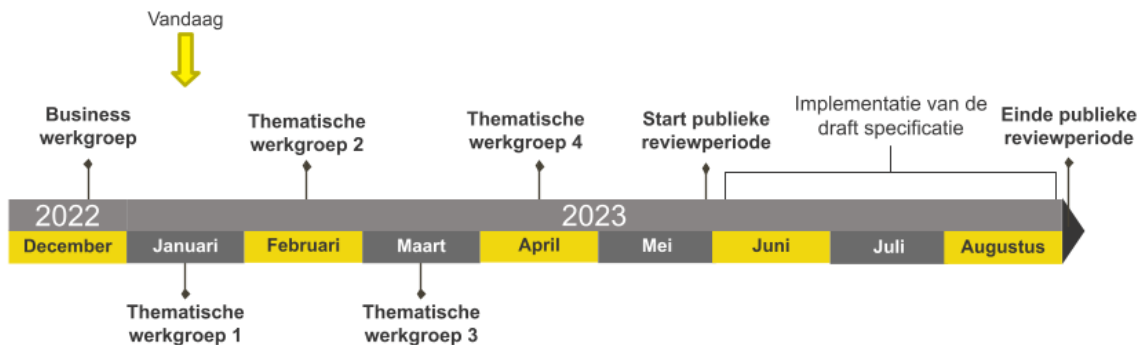 Vandaag
Business
werkgroep
Thematische
werkgroep 2
Thematische
werkgroep 4
Start publieke
reviewperiode
Implementatie van de
draft specificatie
Einde publieke
reviewperiode
2022
2023
December
Januari
Februari
Maart
April
Mei
Juni
Juli
Augustus
Thematische
werkgroep 1
Thematische
werkgroep 3